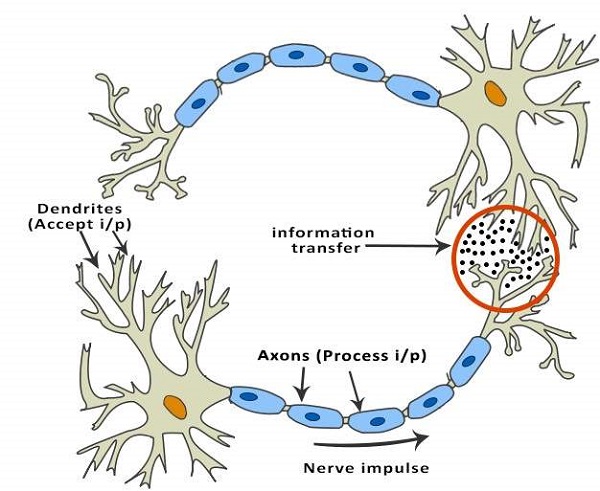 Dendrites
(Accept i/p)
information
transfer
Axons (Process i/p)
Nerve impulse